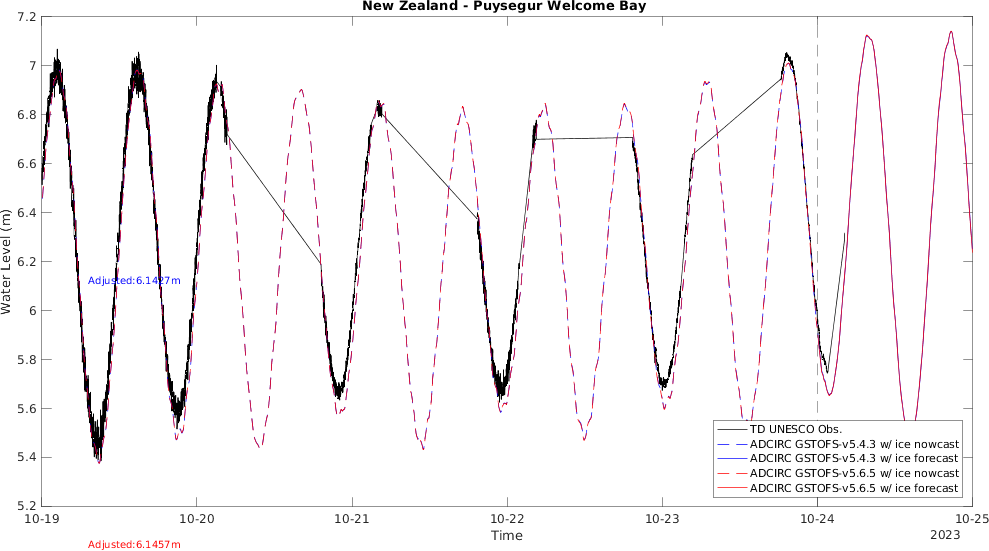 New Zealand - Puysegur Welcome Bay
Water Level (m)
7.2
7
6.8
6.6
6.4
6.2
6
5.8
5.6
5.4
5.2
Adjusted:6.1427m
TD UNESCO Obs.
ADCIRC GSTOFS-v5.4.3 w/ ice nowcast
ADCIRC GSTOFS-v5.4.3 w/ ice forecast
ADCIRC GSTOFS-v5.6.5 w/ ice nowcast
ADCIRC GSTOFS-v5.6.5 w/ ice forecast
10-19 10-20 10-21 10-22 10-23 10-24 10-25
Time
2023
Adjusted:6.1457m